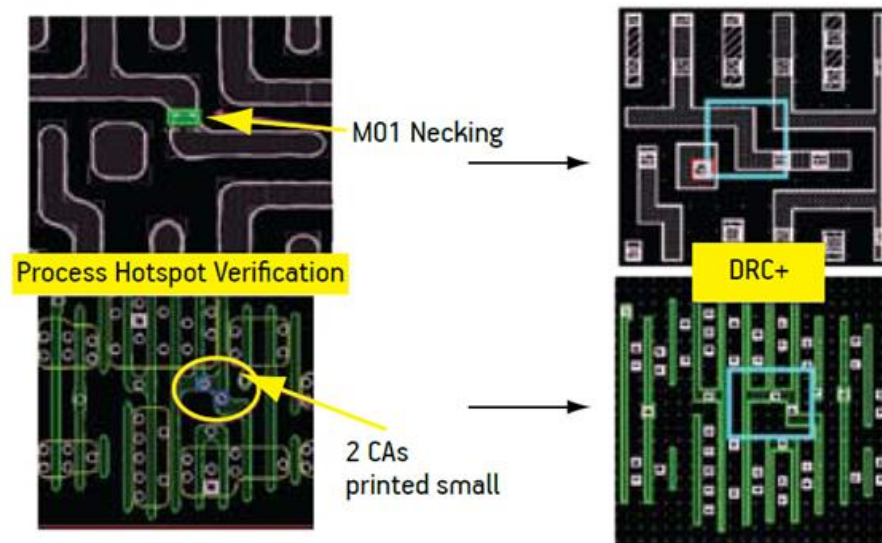 M01 Necking
Process Hotspot Verification
DRC+
2 CAs
printed small